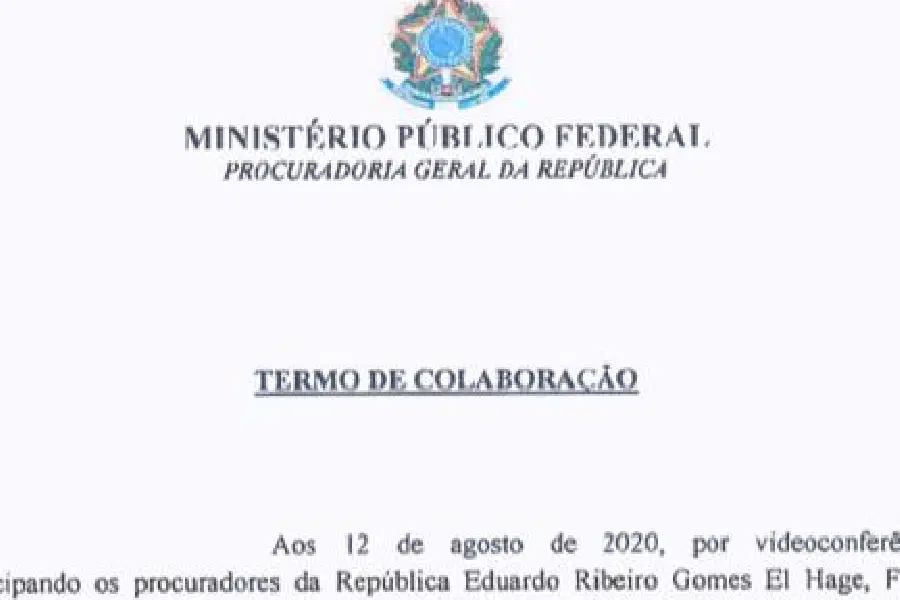 MINISTÉRIO PÚBLICO FEDERAL
PROCURADORIA GERAL DA REPÚBLICA
TERMO DE COLABORAÇÃO
Aos 12 de agosto de 2020, por videoconferê
cipando os procuradores da República Eduardo Ribeiro Gomes El Hage, F